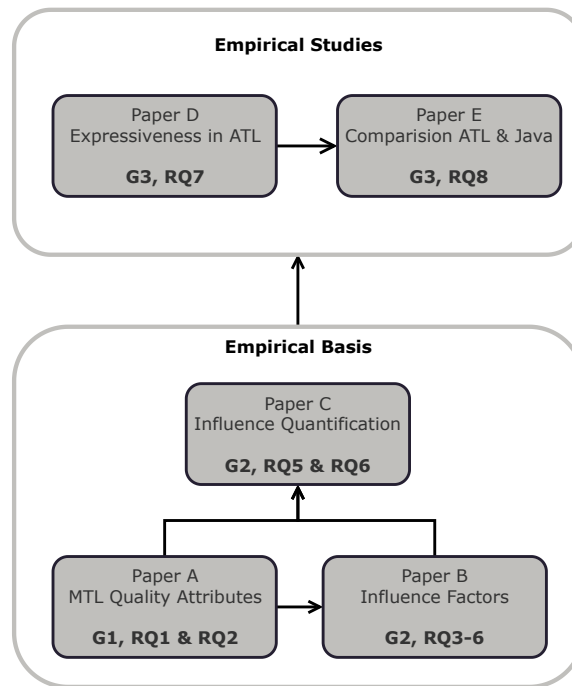 Empirical Studies
Paper D
Expressiveness in ATL
G3, RQ7
Paper E
Comparision ATL & Java
G3, RQ8
Empirical Basis
Paper C
Influence Quantification
G2, RQ5 & RQ6
Paper A
MTL Quality Attributes
G1, RQ1 & RQ2
Paper B
Influence Factors
G2, RQ3-6